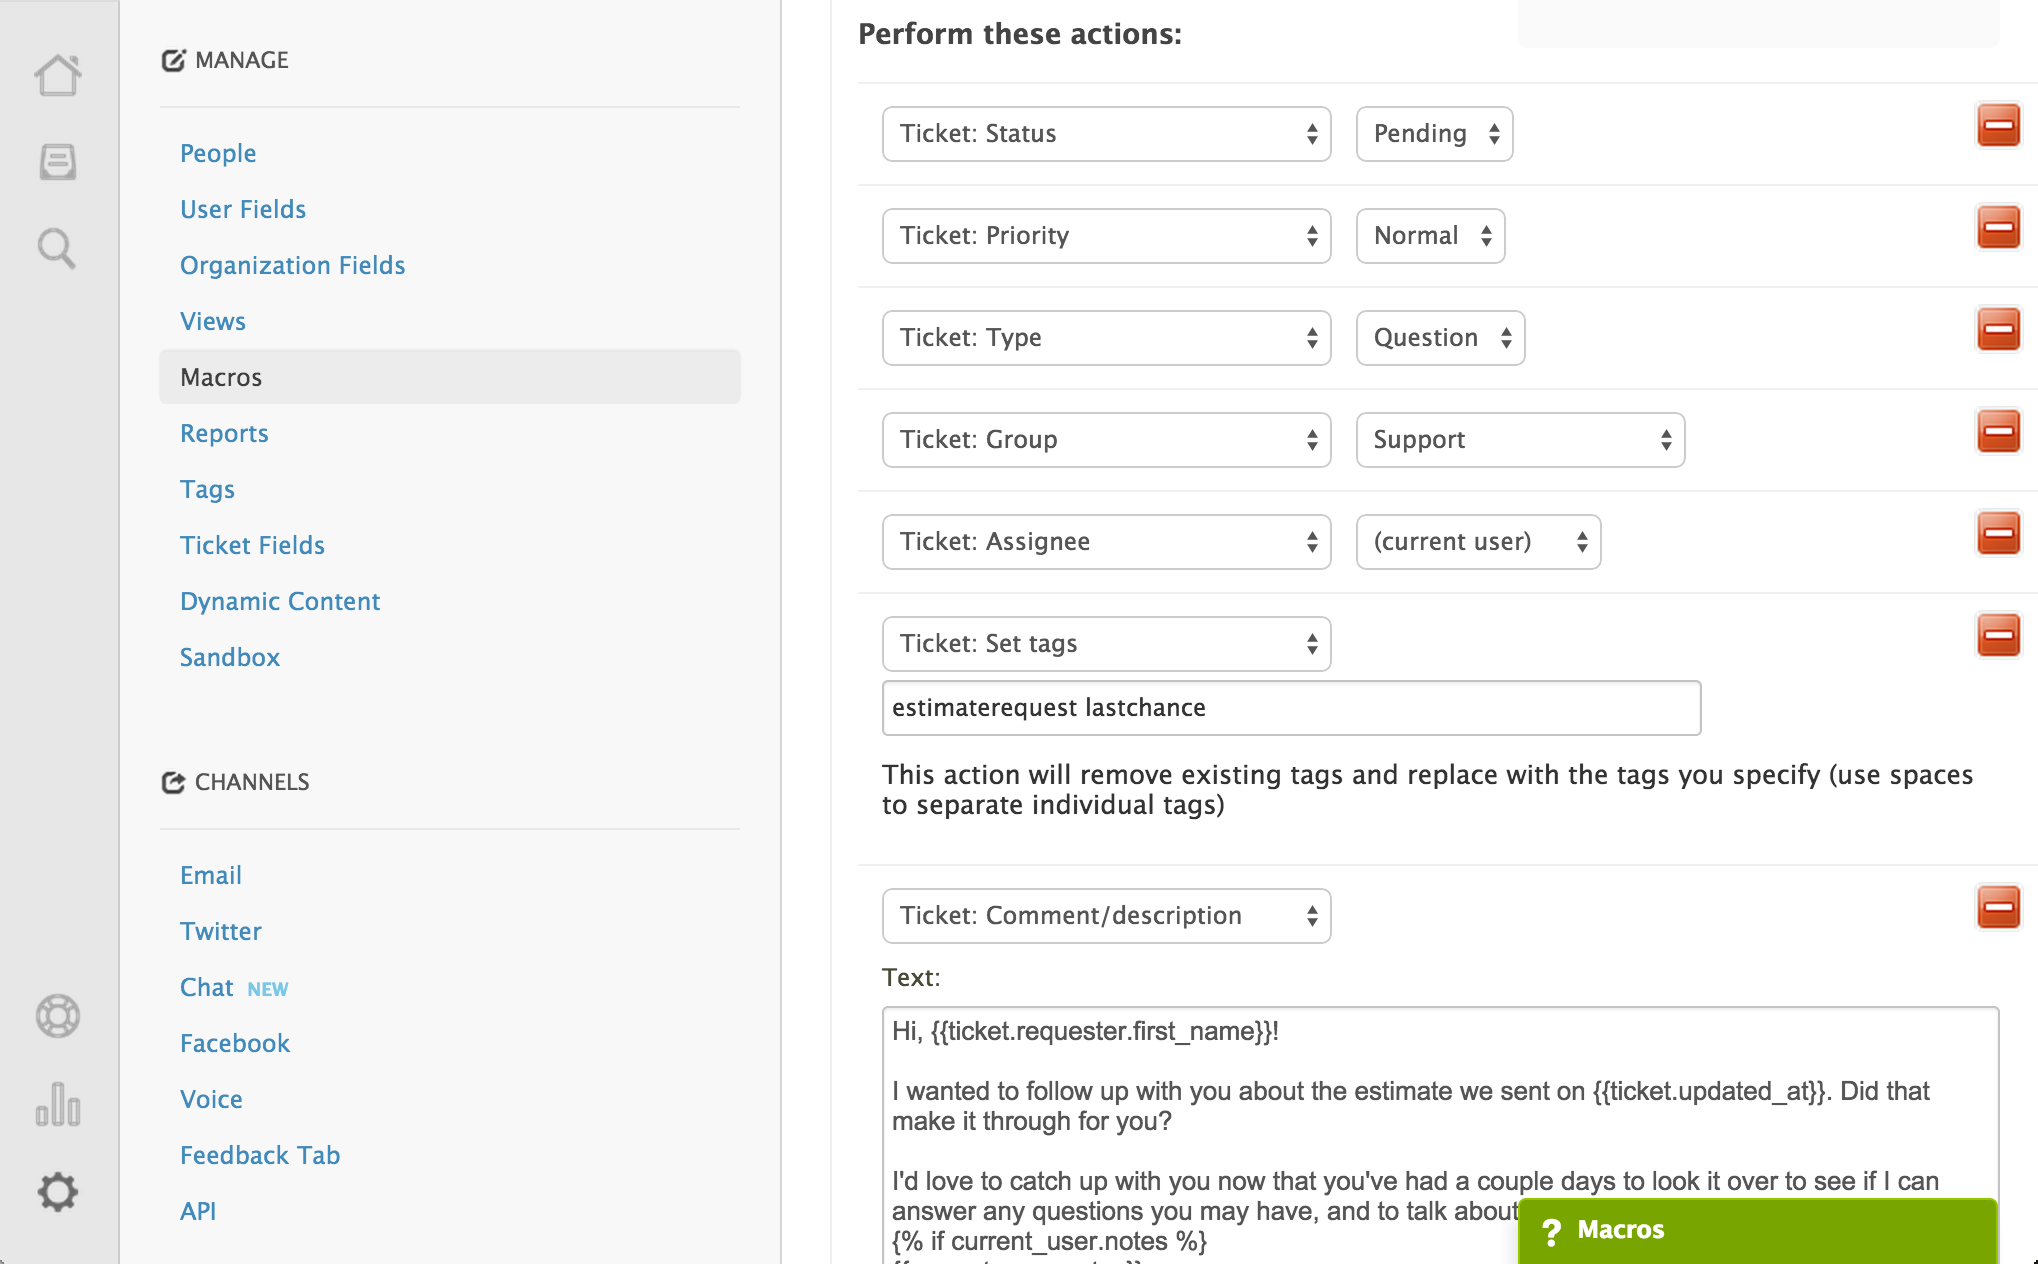 MANAGE
People
User Fields
Organization Fields
Views
Macros
Reports
Tags
Ticket Fields
Dynamic Content
Sandbox
CHANNELS
Email
Twitter
Chat NEW
Facebook
Voice
Feedback Tab
API
Perform these actions:
Ticket: Status Pending
Ticket: Priority Normal
Ticket: Type Question
Ticket: Group Support
Ticket: Assignee (current user)
Ticket: Set tags
estimaterequest lastchance
This action will remove existing tags and replace with the tags you specify (use spaces
to separate individual tags)
Ticket: Comment/description
Text:
Hi, {{ticket.requester.first_name}}!
I wanted to follow up with you about the estimate we sent on {{ticket.updated_at}}. Did that
make it through for you?
I'd love to catch up with you now that you've had a couple days to look it over to see if I can
answer any questions you may have, and to talk about
{% if current_user.notes %}
? Macros